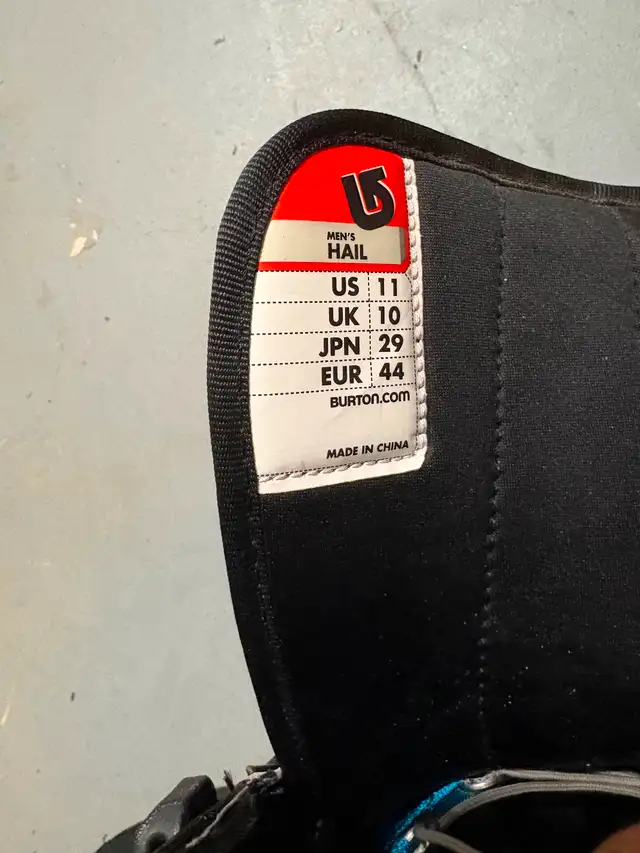 MEN'S
HAIL
US 11
UK 10
JPN 29
EUR 44
BURTON.COM
MADE IN CHINA